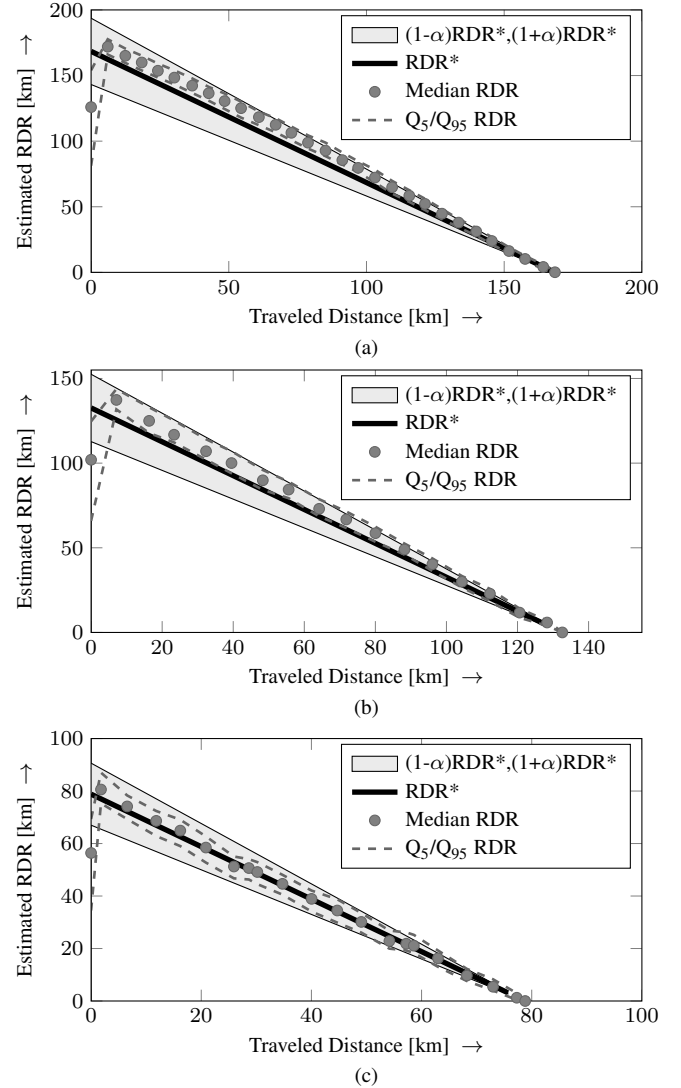 200
150
100
50
0
Estimated RDR [km] →
(1-α)RDR*,(1+α)RDR*
RDR*
Median RDR
Q5/Q95 RDR
0 50 100 150 200
Traveled Distance [km] →
(a)
150
100
50
0
Estimated RDR [km] →
(1-α)RDR*,(1+α)RDR*
RDR*
Median RDR
Q5/Q95 RDR
0 20 40 60 80 100 120 140
Traveled Distance [km] →
(b)
100
80
60
40
20
0
Estimated RDR [km] →
(1-α)RDR*,(1+α)RDR*
RDR*
Median RDR
Q5/Q95 RDR
0 20 40 60 80 100
Traveled Distance [km] →
(c)